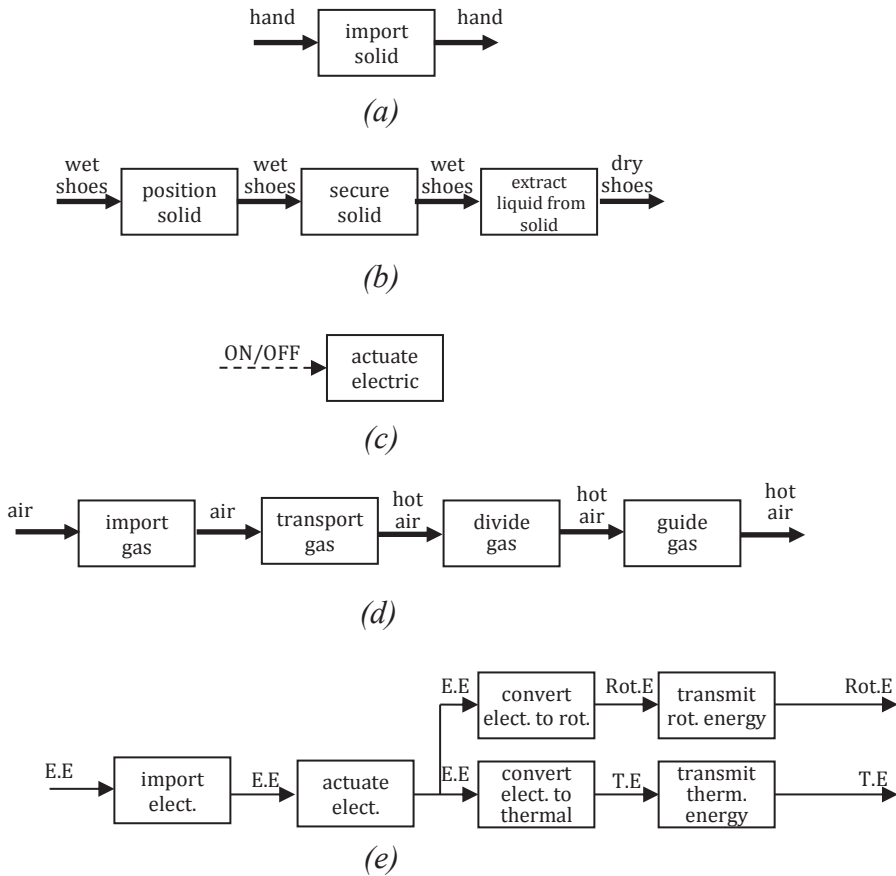 hand
import
solid
hand
(a)
wet
shoes
position
solid
wet
shoes
secure
solid
wet
shoes
extract
liquid from
solid
dry
shoes
(b)
ON/OFF
actuate
electric
(c)
air
import
gas
air
transport
gas
hot
air
divide
gas
hot
air
guide
gas
hot
air
(d)
E.E
import
elect.
E.E
actuate
elect.
E.E
convert
elect. to rot.
Rot.E
transmit
rot. energy
Rot.E
E.E
convert
elect. to
thermal
T.E
transmit
therm.
energy
T.E
(e)